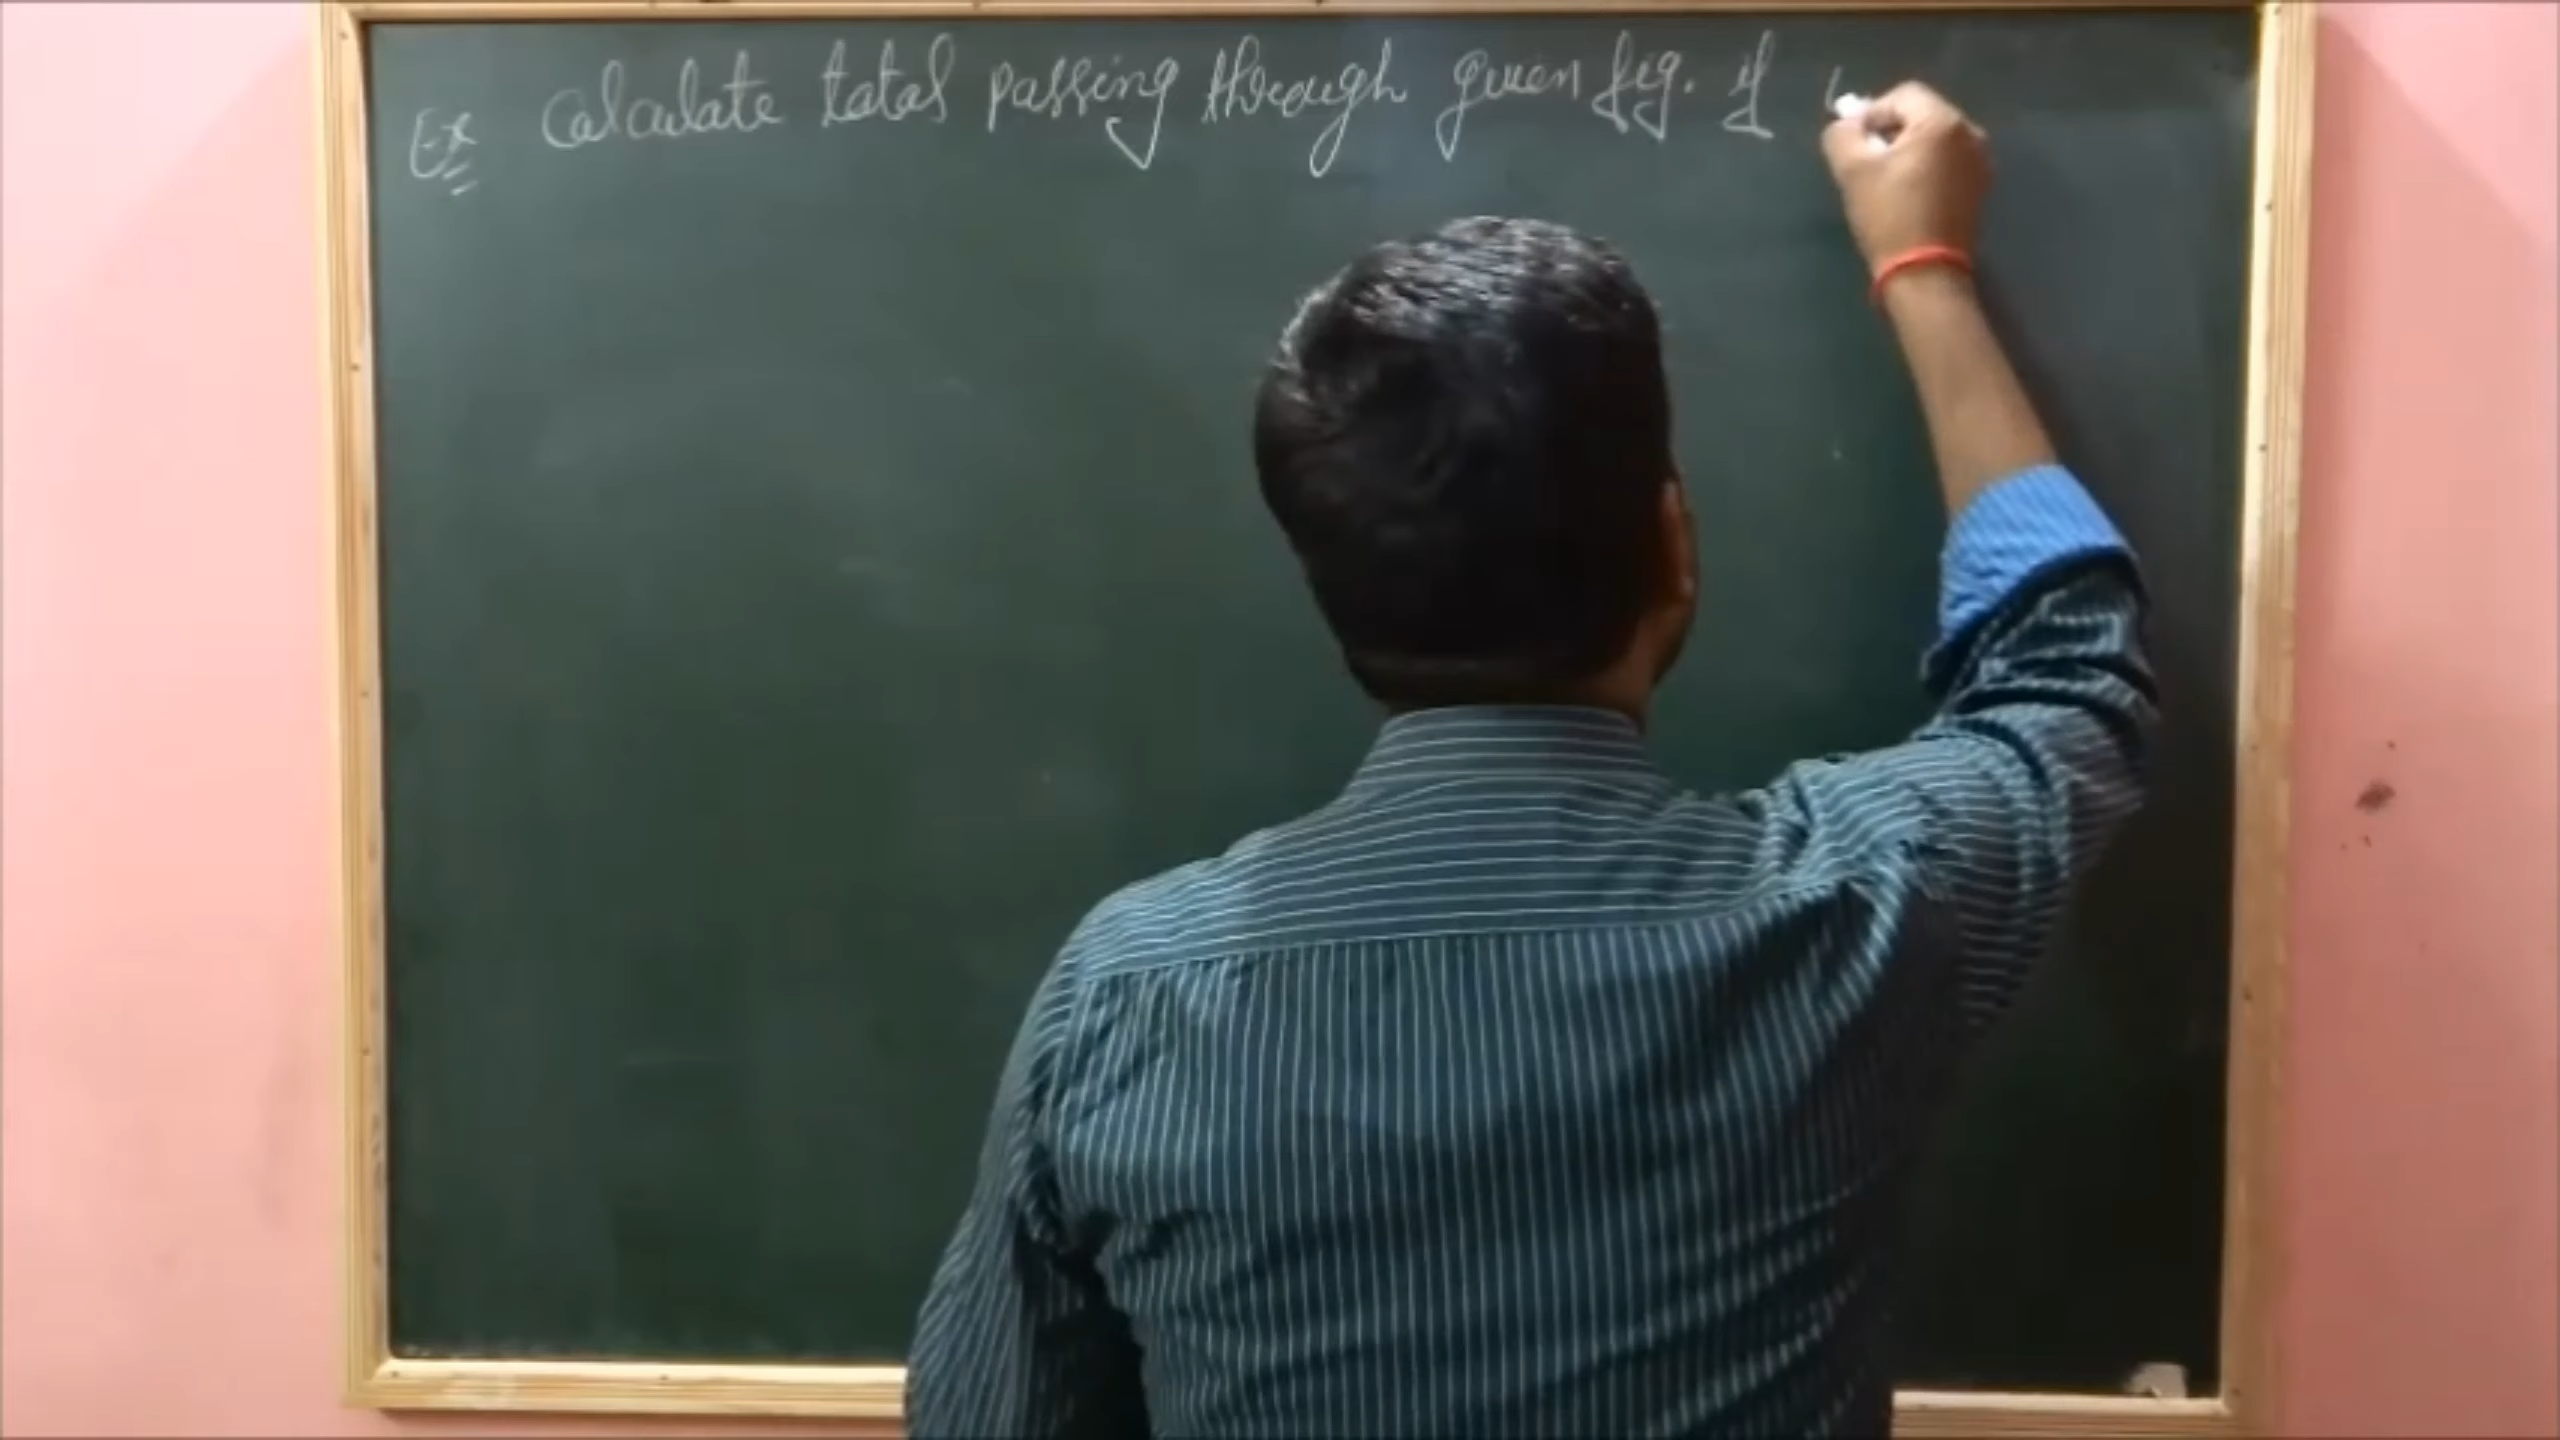 Ex Calculate total passing through given fig. if